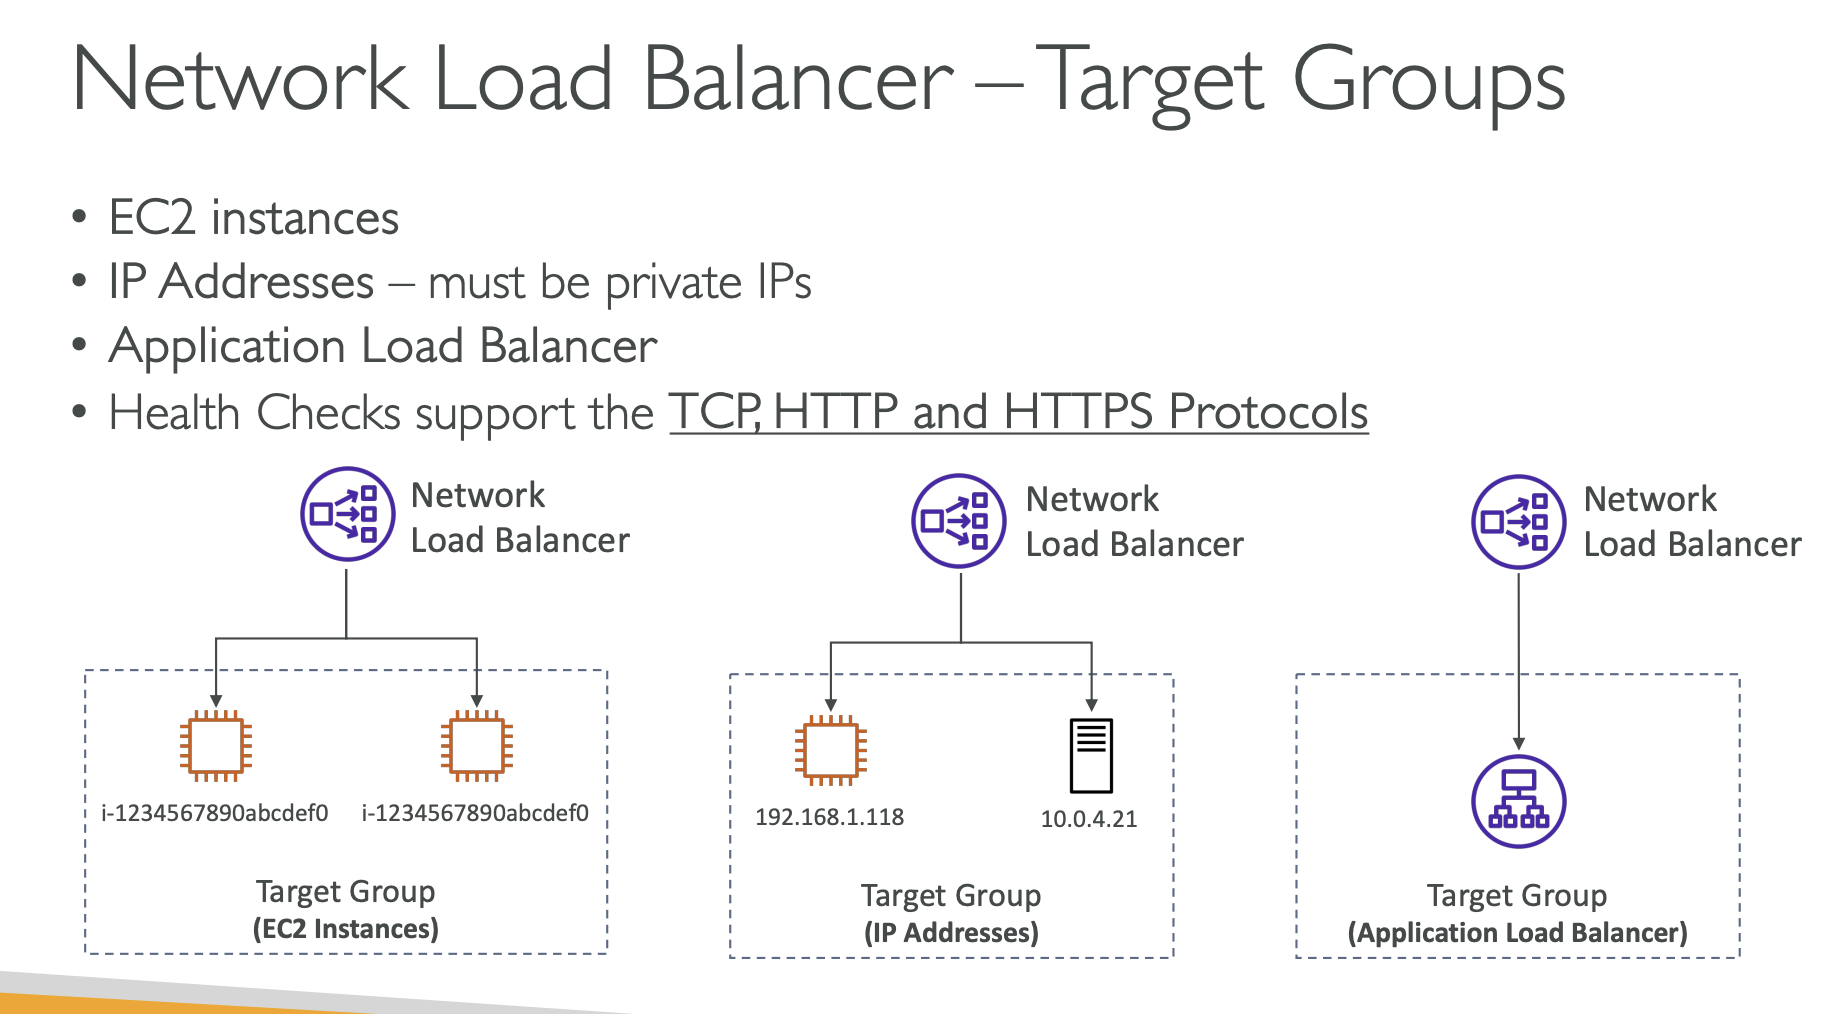 Network Load Balancer – Target Groups
• EC2 instances
• IP Addresses – must be private IPs
• Application Load Balancer
• Health Checks support the TCP, HTTP and HTTPS Protocols
Network
Load Balancer
i-1234567890abcdef0
i-1234567890abcdef0
Target Group
(EC2 Instances)
Network
Load Balancer
192.168.1.118
10.0.4.21
Target Group
(IP Addresses)
Network
Load Balancer
Target Group
(Application Load Balancer)